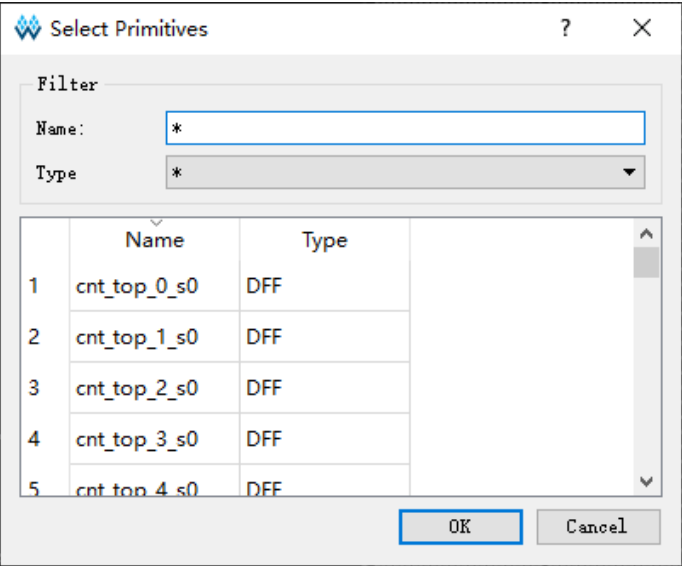 Select Primitives ?
Filter
Name: *
Type *
Name Type
1 cnt_top_0_s0 DFF
2 cnt_top_1_s0 DFF
3 cnt_top_2_s0 DFF
4 cnt_top_3_s0 DFF
5 cnt_top_4_s0 DFF
OK Cancel